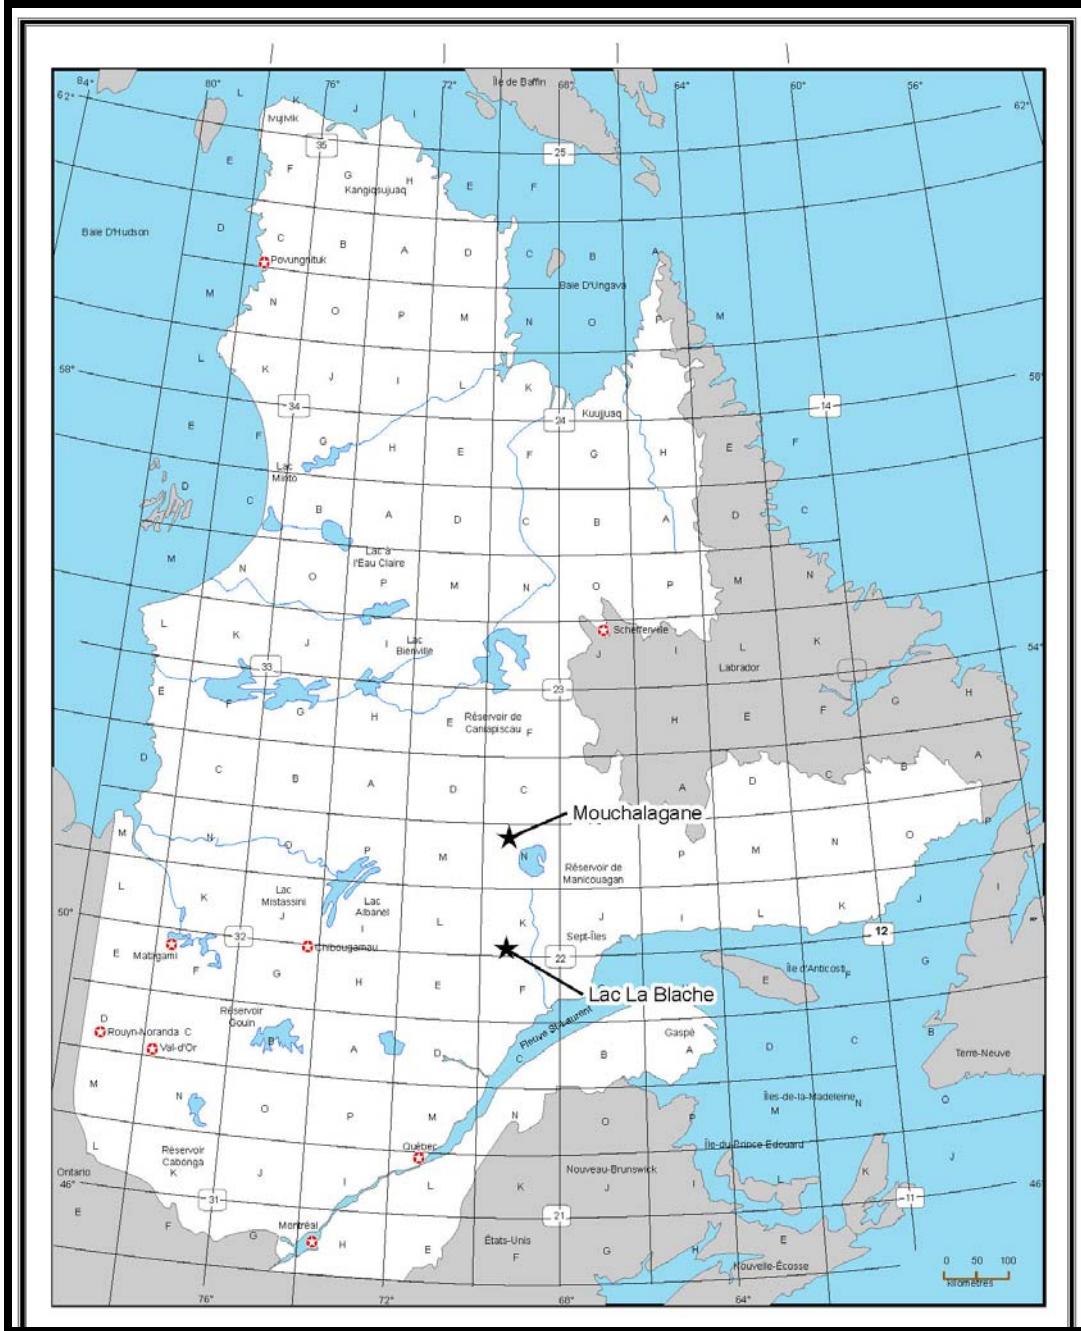 Île de Baffin
84° 80° 76° 72° 68° 64° 60° 56°
62° 62°
L K J I
Ivujivik
35
25
E F G H E F
Kangiqsujuaq
Baie D'Hudson
D C B A D C B A
Povungnituk
Baie D'Ungava
M N O P M N O P M
L K J I L K
58° 58°
34
24
14
Kuujjuaq
E F G H E F G H E F
Lac
Minto
D C B A D C B A D C
Lac à
l'Eau Claire
M N O P M N O P M N
L K J I J I L K
Schefferville
Lac
Bienville
Labrador
54°
33
23
E F G H E F H E F G H
Réservoir de
Caniapiscau
D C B A D C A D C B A
Mouchalagane
M N O P M N P M N O P
Réservoir de
Manicouagan
L K J I L K J I L K J I
Lac
Mistassini
Lac
Albanel
50°
32
22
12
Sept-Îles
Matagami
Chibougamau
E F G H E F E F G
Île d'Anticosti
Lac La Blache
Réservoir
Gouin
Fleuve St-Laurent
Gaspé
D C B A D C B A D C B
Rouyn-Noranda
Val-d'Or
Terre-Neuve
M N O P M N O P M N O
Îles-de-la-Madeleine
Québec
Île-du-Prince Édouard
Réservoir
Cabonga
Nouveau-Brunswick
L K J I L K J I L K J
Ontario
46° 46°
31
21
11
Montréal
États-Unis
E F G H E F G H E
Nouvelle-Écosse
0 50 100
kilomètres
76° 72° 68° 64°